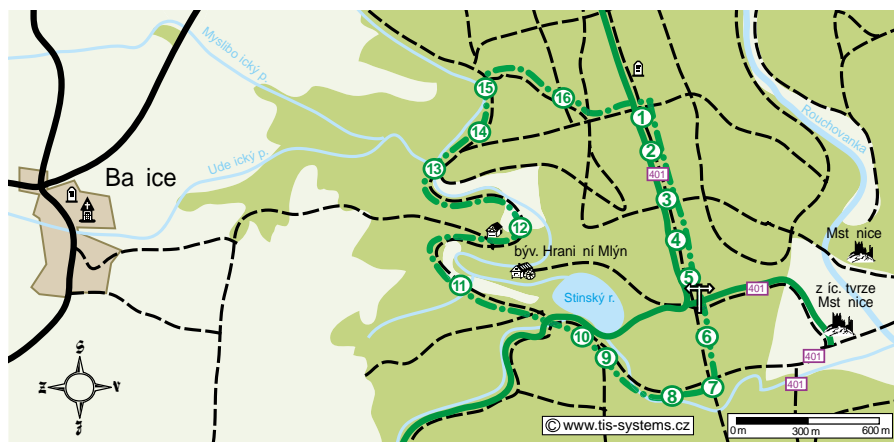 Myslibo ický p.
Ude ický p.
Ba ice
Rouchovanka
15
16
1
14
2
13
401
3
12
4
býv. Hrani ní Mlýn
Mst nice
5
11
Stinský r.
401
z íc. tvrze
Mst nice
10
6
9
401
7
401
8
s
z
v
j
© www.tis-systems.cz
0 m
300 m
600 m